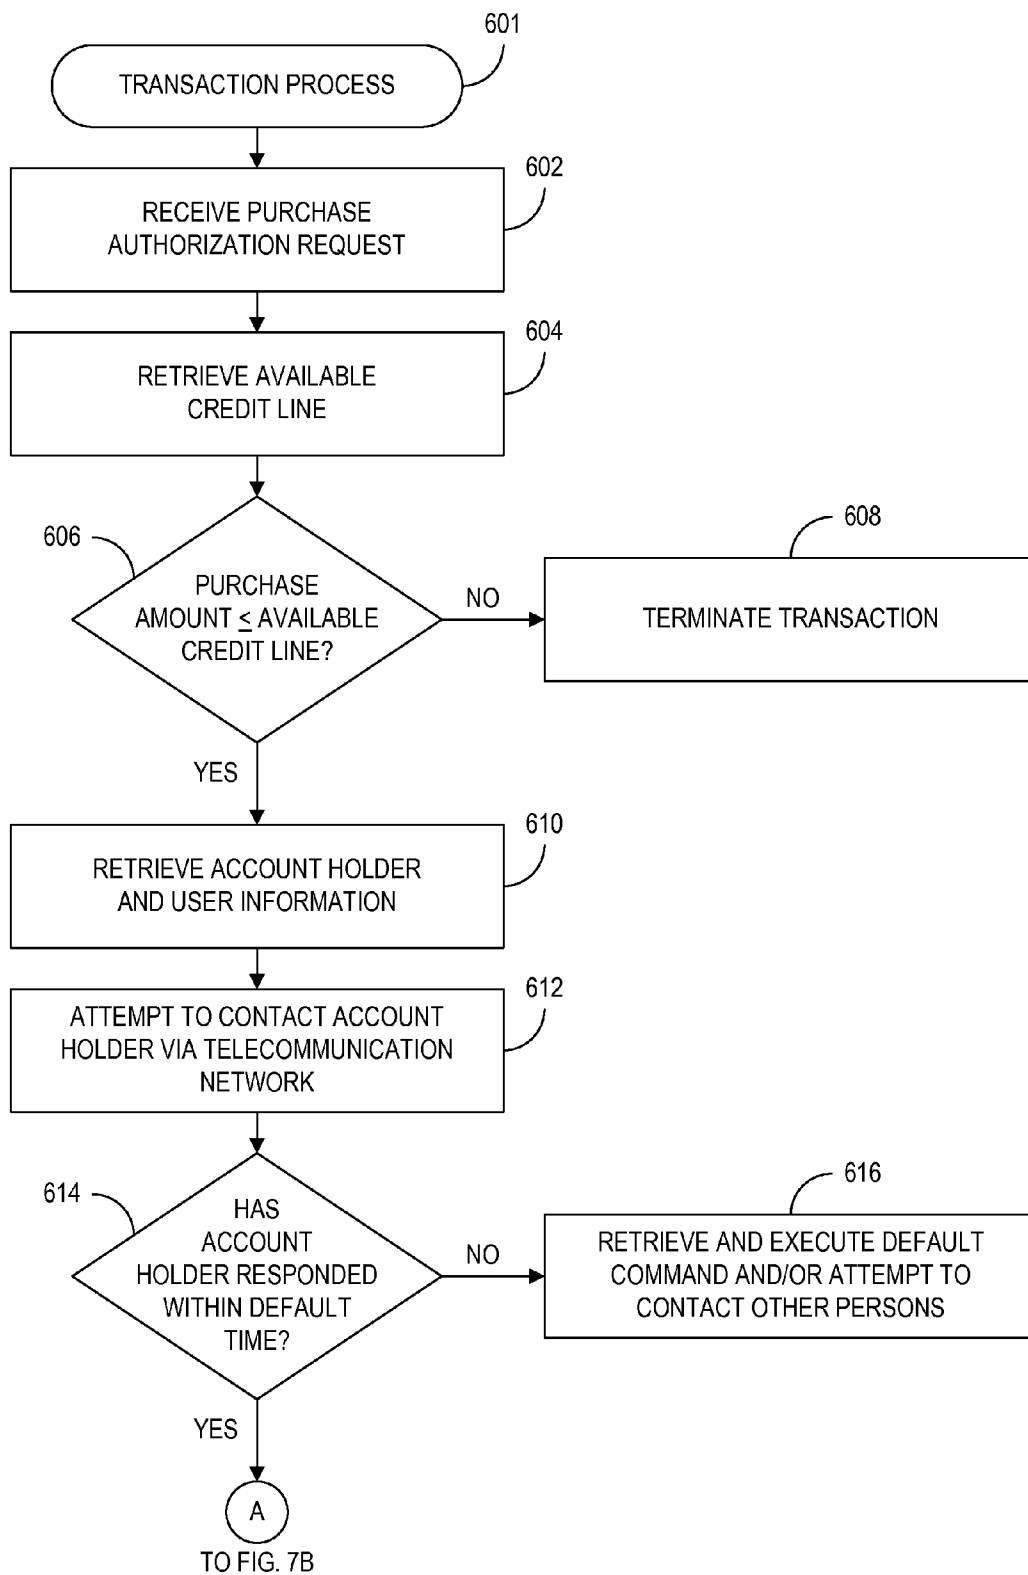 601
TRANSACTION PROCESS
602
RECEIVE PURCHASE
AUTHORIZATION REQUEST
604
RETRIEVE AVAILABLE
CREDIT LINE
606
PURCHASE
AMOUNT ≤ AVAILABLE
CREDIT LINE?
NO
608
TERMINATE TRANSACTION
YES
610
RETRIEVE ACCOUNT HOLDER
AND USER INFORMATION
612
ATTEMPT TO CONTACT ACCOUNT
HOLDER VIA TELECOMMUNICATION
NETWORK
614
HAS
ACCOUNT
HOLDER RESPONDED
WITHIN DEFAULT
TIME?
NO
616
RETRIEVE AND EXECUTE DEFAULT
COMMAND AND/OR ATTEMPT TO
CONTACT OTHER PERSONS
YES
A
TO FIG. 7B